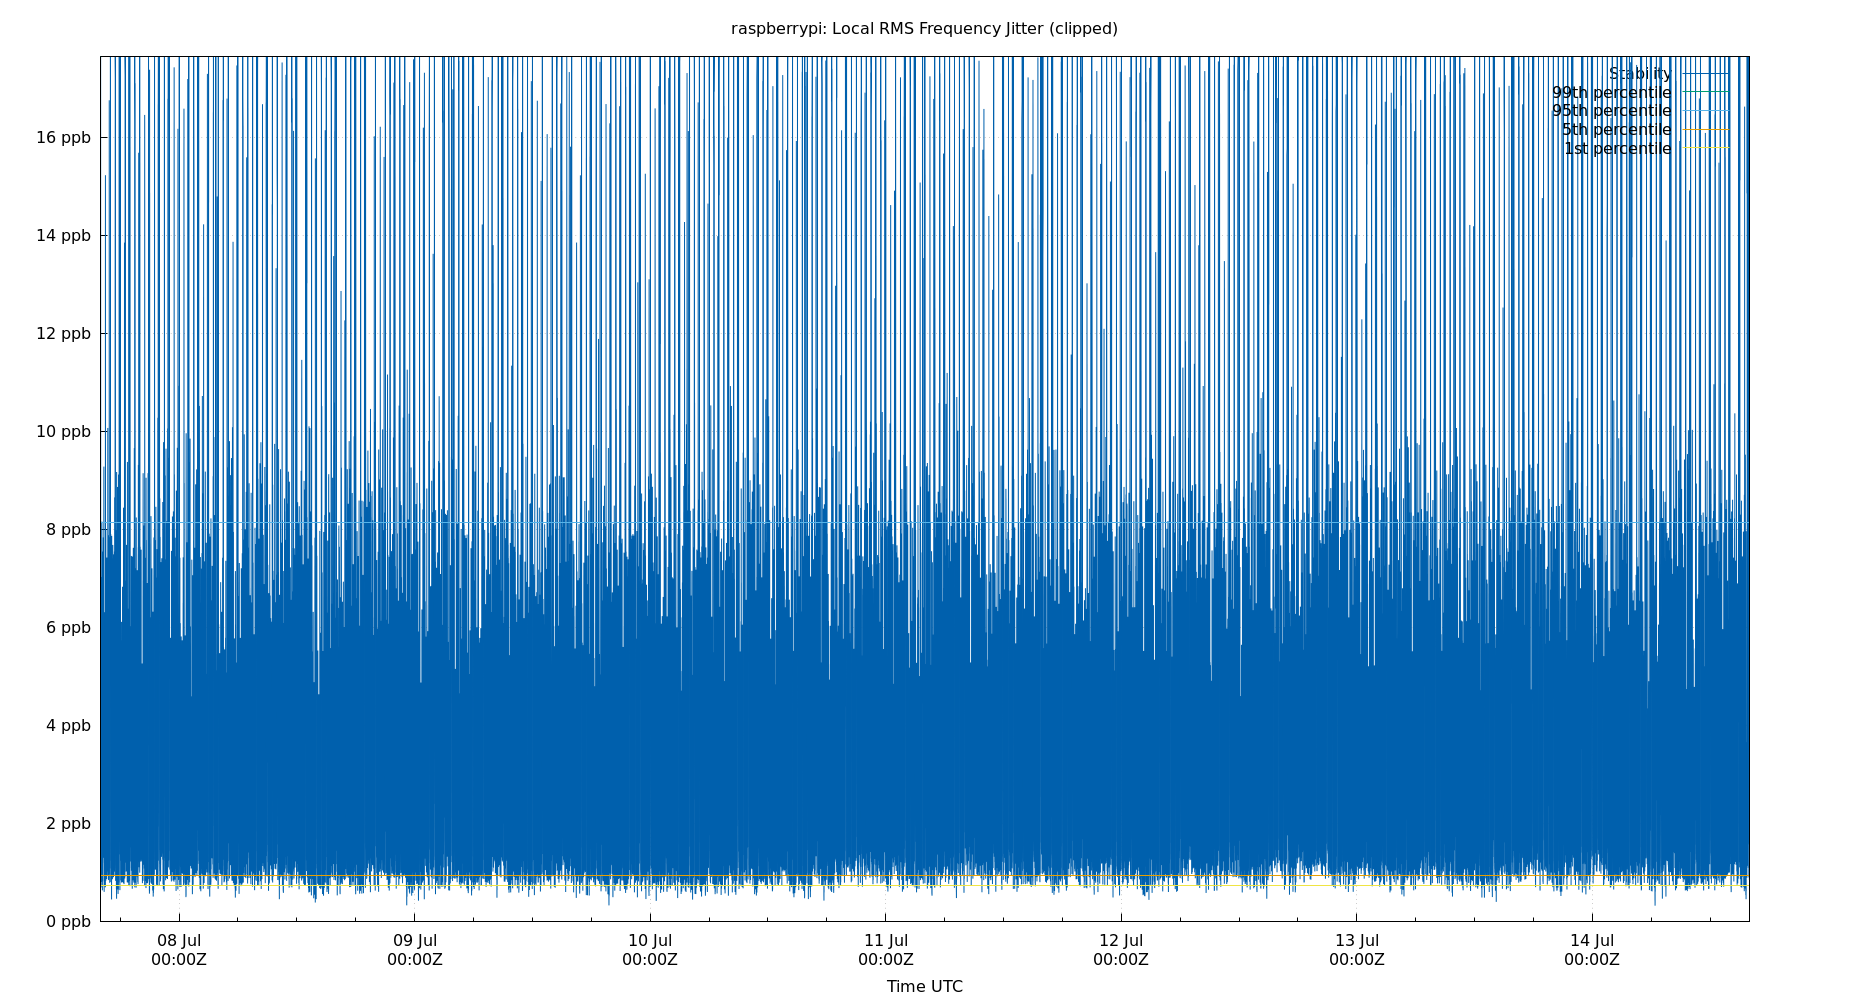 raspberrypi: Local RMS Frequency Jitter (clipped)
Stability
99th percentile
95th percentile
5th percentile
1st percentile
16 ppb
14 ppb
12 ppb
10 ppb
8 ppb
6 ppb
4 ppb
2 ppb
0 ppb
08 Jul 09 Jul 10 Jul 11 Jul 12 Jul 13 Jul 14 Jul
00:00Z 00:00Z 00:00Z 00:00Z 00:00Z 00:00Z 00:00Z
Time UTC